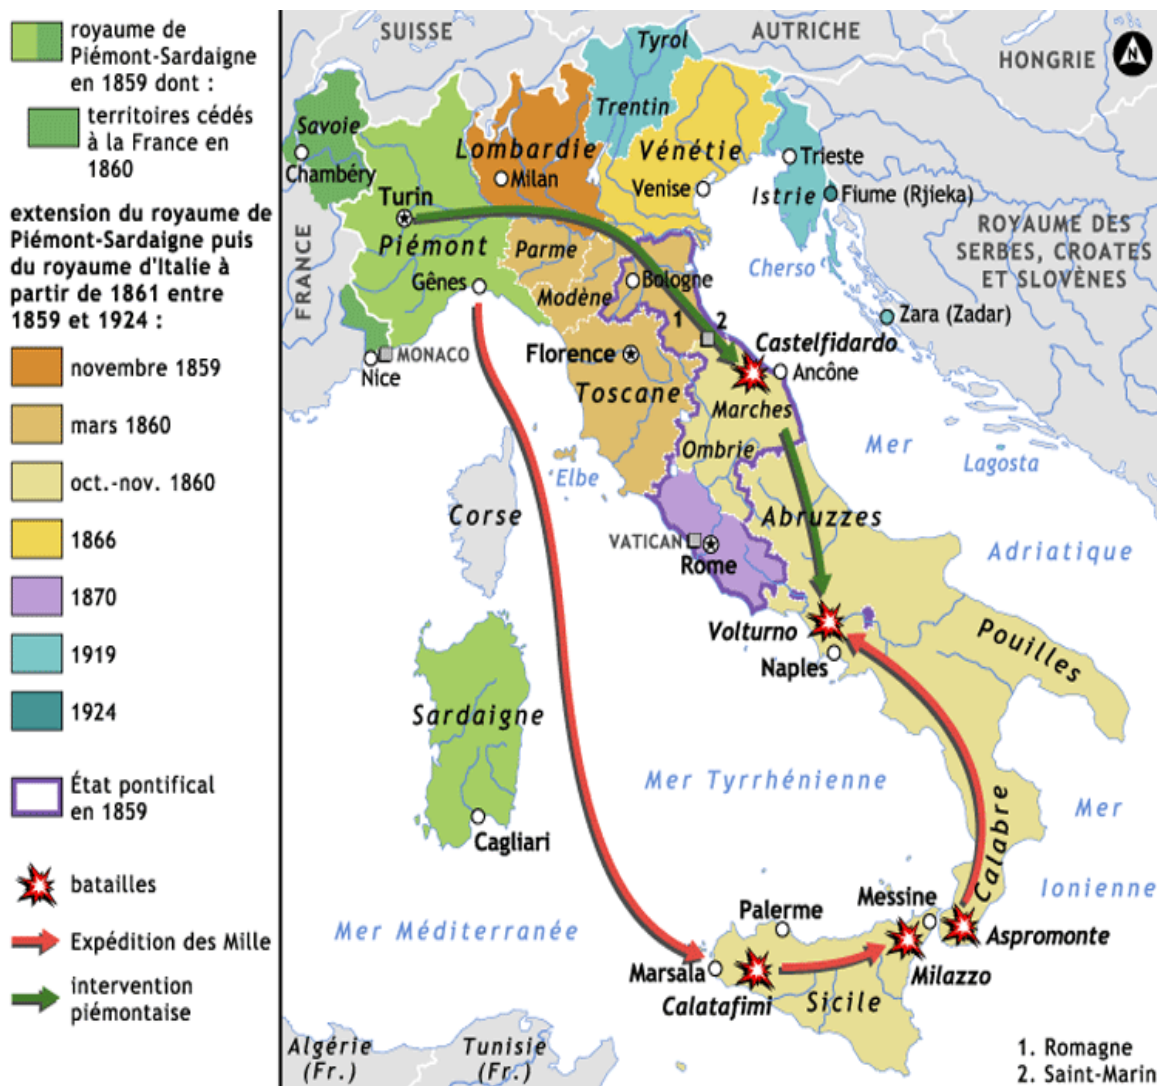 royaume de
Piémont-Sardaigne
en 1859 dont :
territoires cédés
à la France en
1860
extension du royaume de
Piémont-Sardaigne puis
du royaume d'Italie à
partir de 1861 entre
1859 et 1924 :
novembre 1859
mars 1860
oct.-nov. 1860
1866
1870
1919
1924
État pontifical
en 1859
batailles
Expédition des Mille
intervention
piémontaise
SUISSE
AUTRICHE
HONGRIE
N
Tyrol
Trentin
Savoie
Chambéry
Lombardie
Milan
Vénétie
Venise
Trieste
Istrie
Fiume (Rjieka)
Turin
Piémont
Parme
Modène
Bologne
Gênes
FRANCE
Cherso
ROYAUME DES
SERBES, CROATES
ET SLOVÈNES
Zara (Zadar)
1
2
MONACO
Nice
Florence
Toscane
Castelfidardo
Ancône
Marches
Ombrie
Mer
Lagosta
Elbe
Corse
Abruzzes
Adriatique
VATICAN
Rome
Volturno
Naples
Pouilles
Sardaigne
Cagliari
Mer Tyrrhénienne
Mer
Ionienne
Calabre
Messine
Palerme
Aspromonte
Mer Méditerranée
Marsala
Milazzo
Calatafimi
Sicile
Algérie
(Fr.)
Tunisie
(Fr.)
1. Romagne
2. Saint-Marin